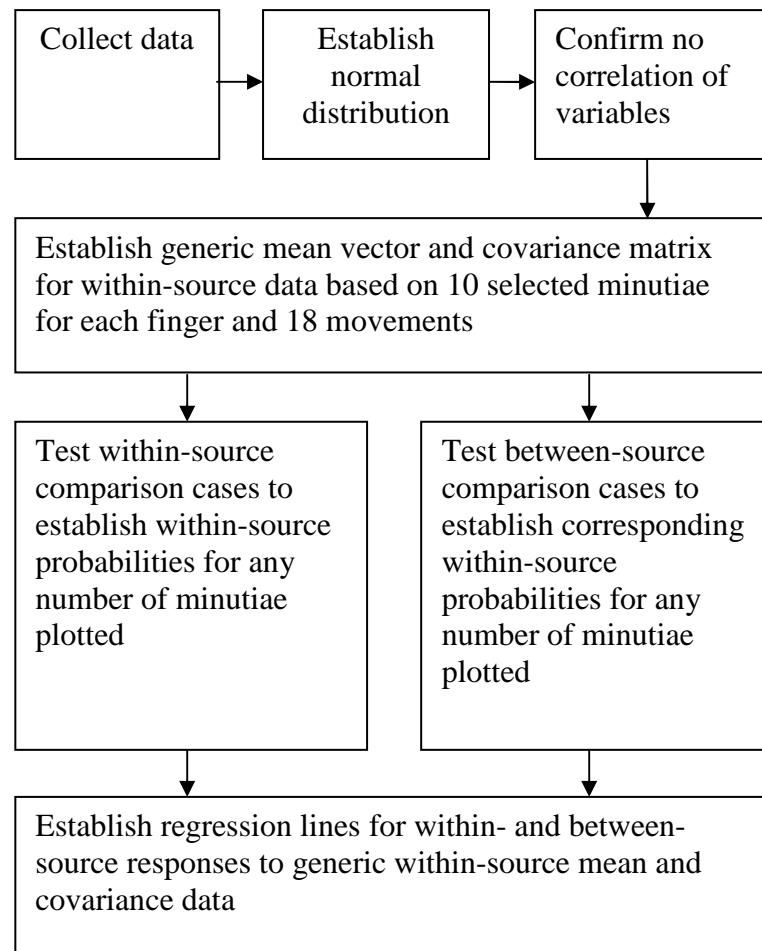 Collect data
Establish
normal
distribution
Confirm no
correlation of
variables
Establish generic mean vector and covariance matrix
for within-source data based on 10 selected minutiae
for each finger and 18 movements
Test within-source
comparison cases to
establish within-source
probabilities for any
number of minutiae
plotted
Test between-source
comparison cases to
establish corresponding
within-source
probabilities for any
number of minutiae
plotted
Establish regression lines for within- and between-
source responses to generic within-source mean and
covariance data